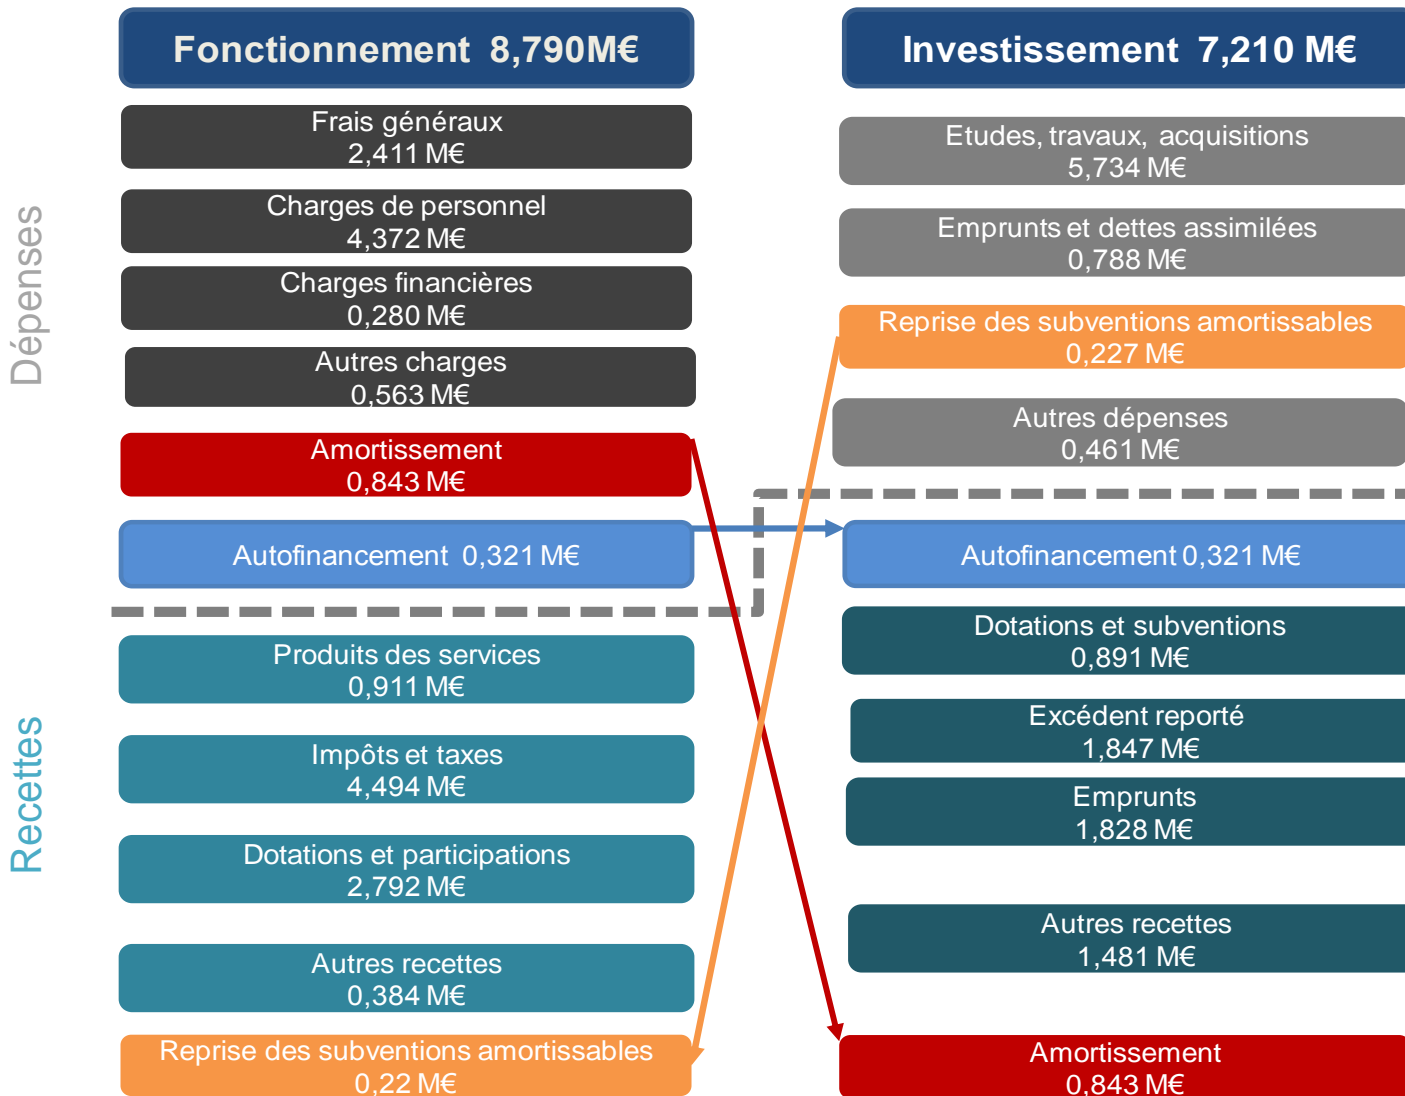 Fonctionnement 8,790M€
Dépenses
Frais généraux
2,411 M€
Charges de personnel
4,372 M€
Charges financières
0,280 M€
Autres charges
0,563 M€
Amortissement
0,843 M€
Autofinancement 0,321 M€
Recettes
Produits des services
0,911 M€
Impôts et taxes
4,494 M€
Dotations et participations
2,792 M€
Autres recettes
0,384 M€
Reprise des subventions amortissables
0,22 M€
Investissement 7,210 M€
Etudes, travaux, acquisitions
5,734 M€
Emprunts et dettes assimilées
0,788 M€
Reprise des subventions amortissables
0,227 M€
Autres dépenses
0,461 M€
Autofinancement 0,321 M€
Dotations et subventions
0,891 M€
Excédent reporté
1,847 M€
Emprunts
1,828 M€
Autres recettes
1,481 M€
Amortissement
0,843 M€